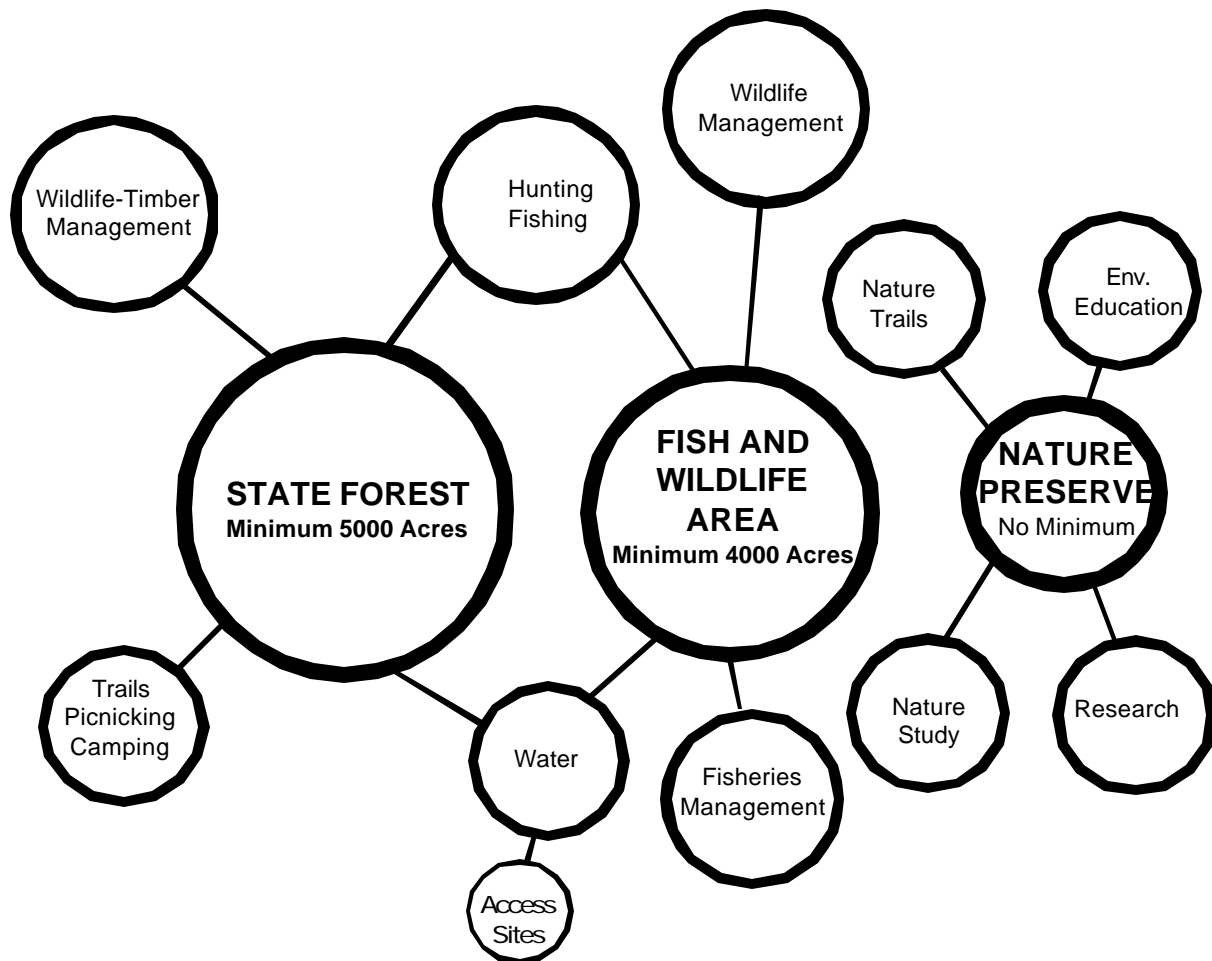 Wildlife
Management
Wildlife-Timber
Management
Hunting
Fishing
Nature
Trails
Env.
Education
STATE FOREST
Minimum 5000 Acres
FISH AND
WILDLIFE
AREA
Minimum 4000 Acres
NATURE
PRESERVE
No Minimum
Trails
Picnicking
Camping
Water
Fisheries
Management
Nature
Study
Research
Access
Sites